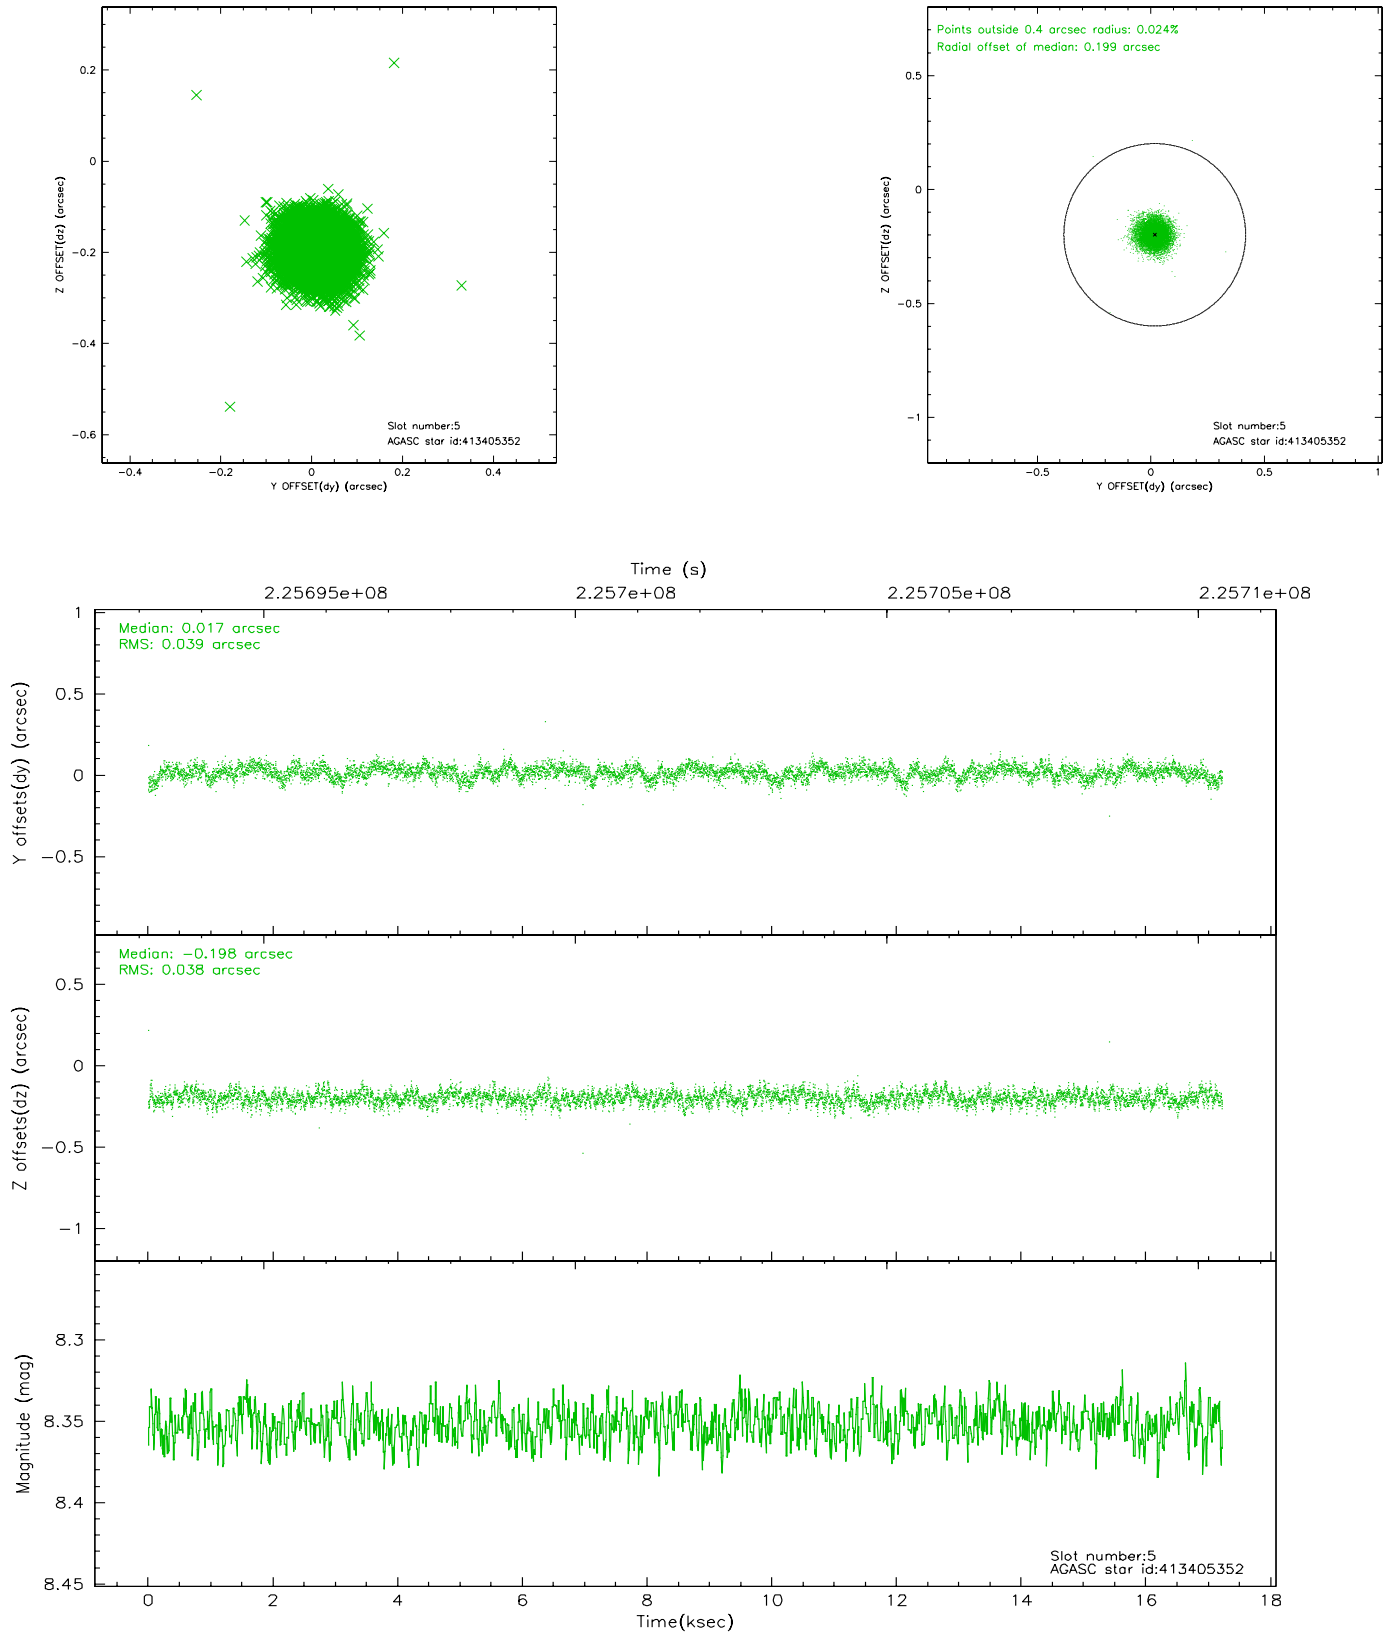 0.2
0
−0.2
−0.4
−0.6
Z OFFSET(dz) (arcsec)
Slot number:5
AGASC star id:413405352
−0.4 −0.2 0 0.2 0.4
Y OFFSET(dy) (arcsec)
Points outside 0.4 arcsec radius: 0.024%
Radial offset of median: 0.199 arcsec
0.5
0
−0.5
−1
Z OFFSET(dz) (arcsec)
Slot number:5
AGASC star id:413405352
−0.5 0 0.5 1
Y OFFSET(dy) (arcsec)
Time (s)
2.25695e+08 2.257e+08 2.25705e+08 2.2571e+08
Median: 0.017 arcsec
RMS: 0.039 arcsec
1
0.5
0
−0.5
Y offsets(dy) (arcsec)
Median: −0.198 arcsec
RMS: 0.038 arcsec
0.5
0
−0.5
−1
Z offsets(dz) (arcsec)
8.3
8.35
8.4
8.45
Magnitude (mag)
Slot number:5
AGASC star id:413405352
0 2 4 6 8 10 12 14 16 18
Time(ksec)